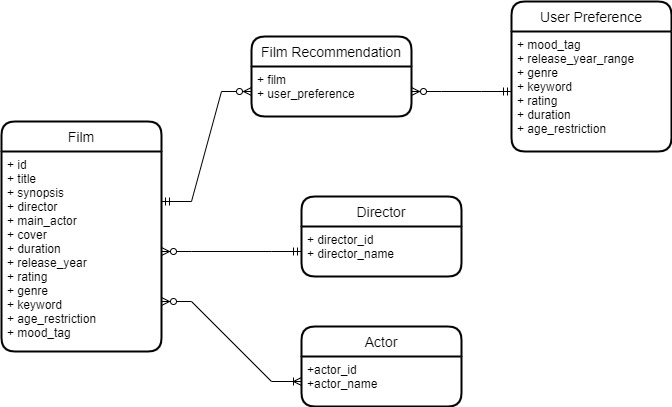 User Preference
+ mood_tag
+ release_year_range
+ genre
+ keyword
+ rating
+ duration
+ age_restriction
Film Recommendation
+ film
+ user_preference
Film
+ id
+ title
+ synopsis
+ director
+ main_actor
+ cover
+ duration
+ release_year
+ rating
+ genre
+ keyword
+ age_restriction
+ mood_tag
Director
+ director_id
+ director_name
Actor
+actor_id
+actor_name